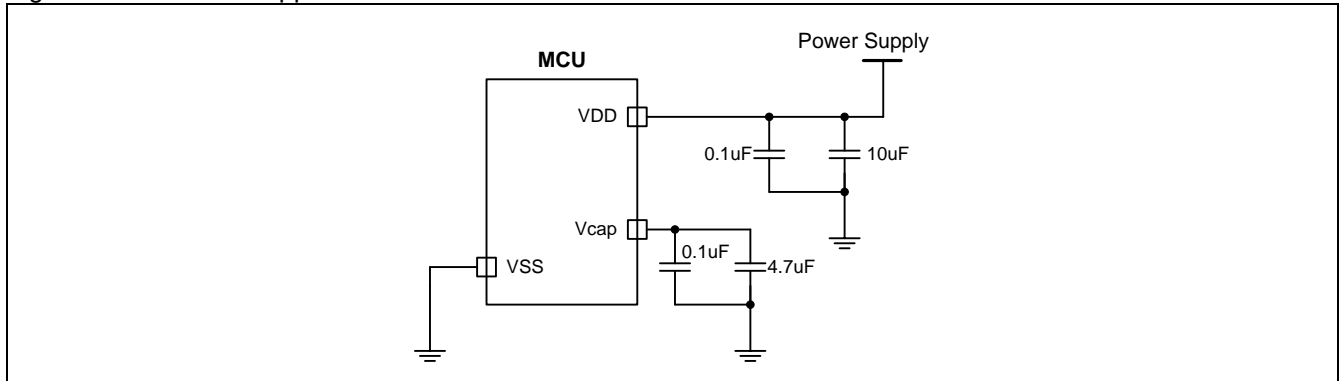 Power Supply
MCU
VDD
0.1uF
10uF
Vcap
0.1uF
4.7uF
VSS